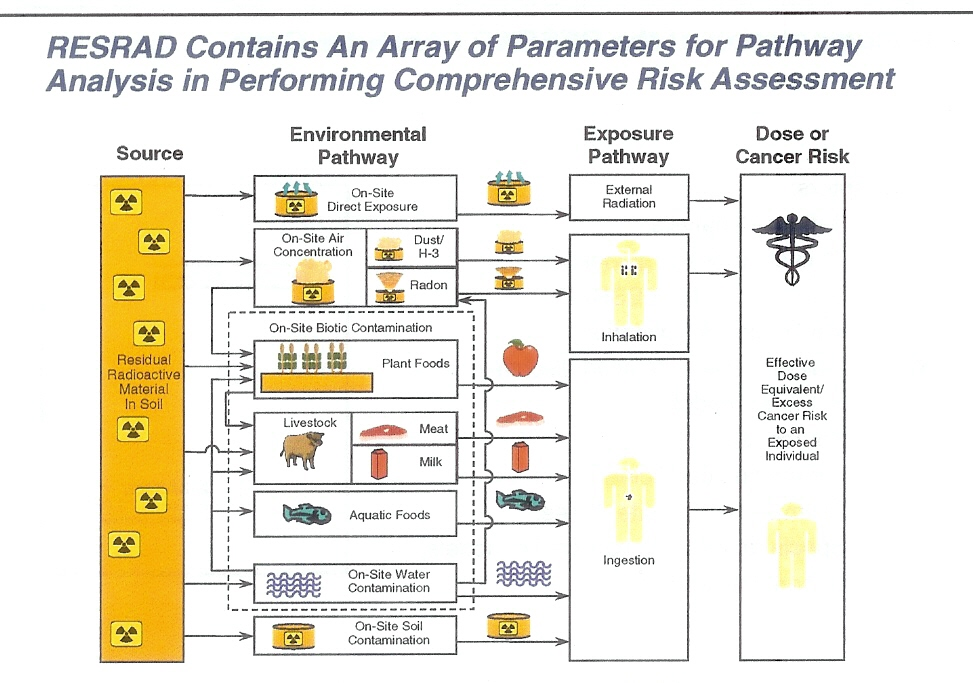 RESRAD Contains An Array of Parameters for Pathway
Analysis in Performing Comprehensive Risk Assessment
Source
Environmental
Pathway
Exposure
Pathway
Dose or
Cancer Risk
Residual
Radioactive
Material
In Soil
On-Site
Direct Exposure
On-Site Air
Concentration
Dust/
H-3
Radon
On-Site Biotic Contamination
Plant Foods
Livestock
Meat
Milk
Aquatic Foods
On-Site Water
Contamination
On-Site Soil
Contamination
External
Radiation
Inhalation
Ingestion
Effective
Dose
Equivalent/
Excess
Cancer Risk
to an
Exposed
Individual